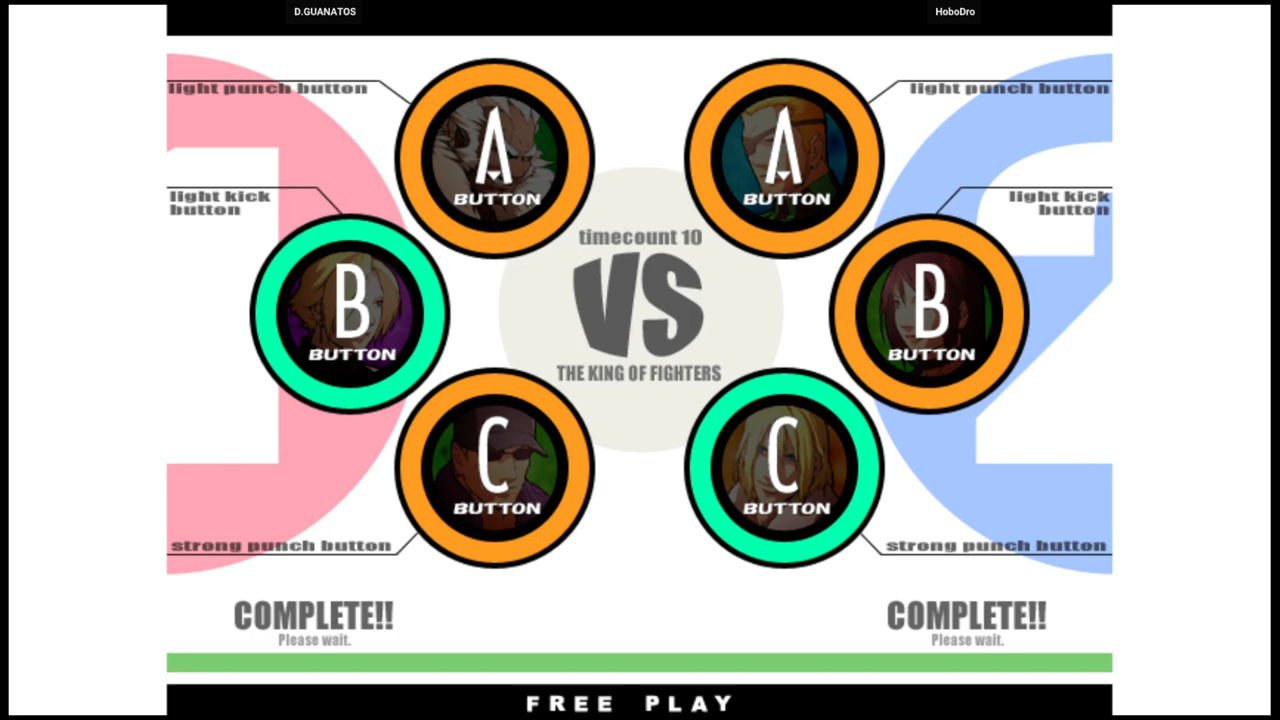 D.GUANATOS
HoboDro
light punch button
light punch button
A
BUTTON
A
BUTTON
light kick
button
light kick
button
timecount 10
VS
THE KING OF FIGHTERS
B
BUTTON
B
BUTTON
C
BUTTON
C
BUTTON
strong punch button
strong punch button
COMPLETE!!
Please wait.
COMPLETE!!
Please wait.
FREE PLAY